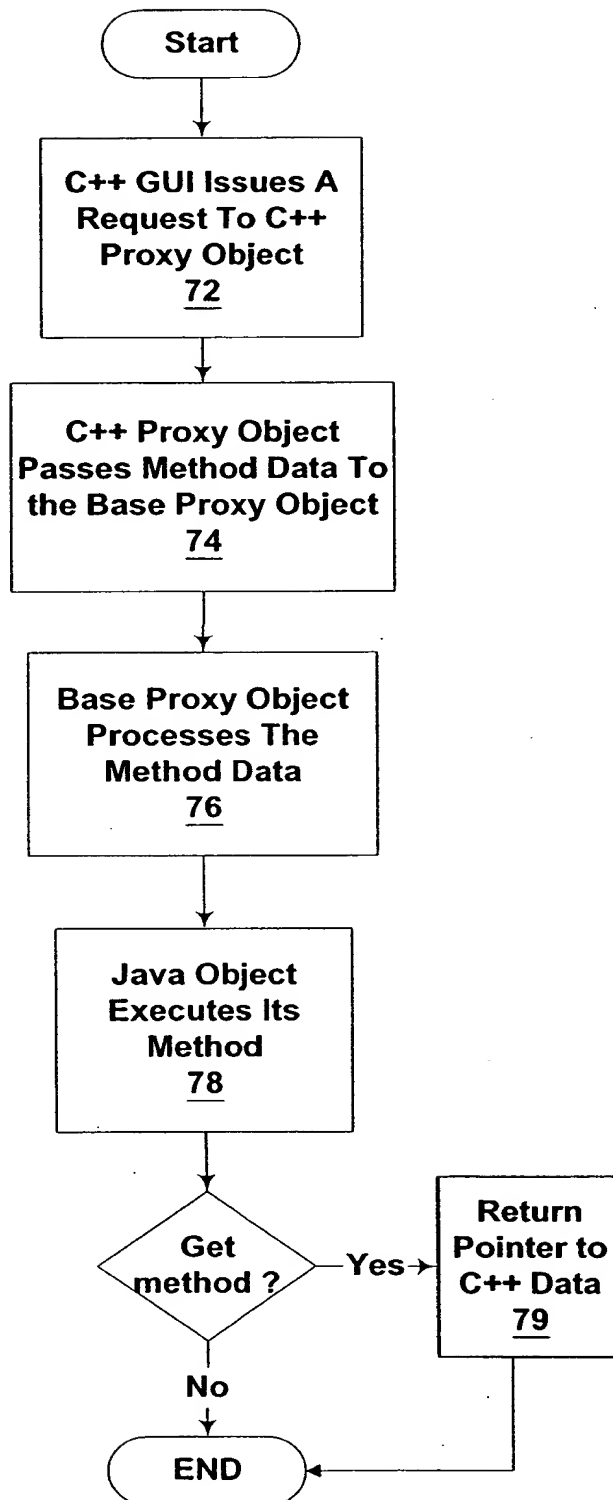 Start
C++ GUI Issues A
Request To C++
Proxy Object
72
C++ Proxy Object
Passes Method Data To
the Base Proxy Object
74
Base Proxy Object
Processes The
Method Data
76
Java Object
Executes Its
Method
78
Get
method ?
Yes
Return
Pointer to
C++ Data
79
No
END